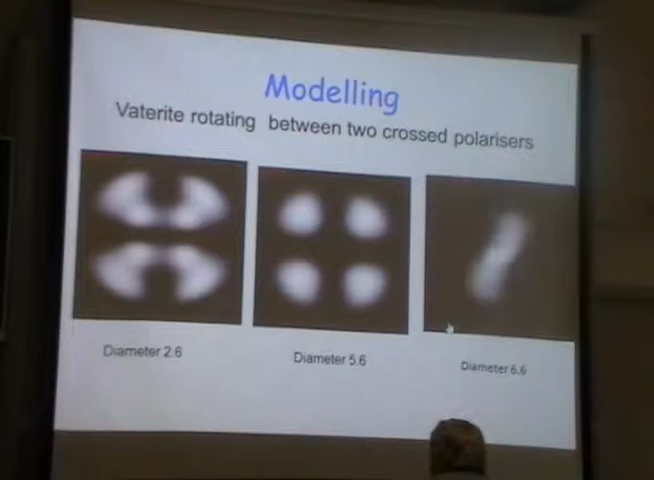 Modelling
Vaterite rotating between two crossed polarisers
Diameter 2.6
Diameter 5.6
Diameter 6.6